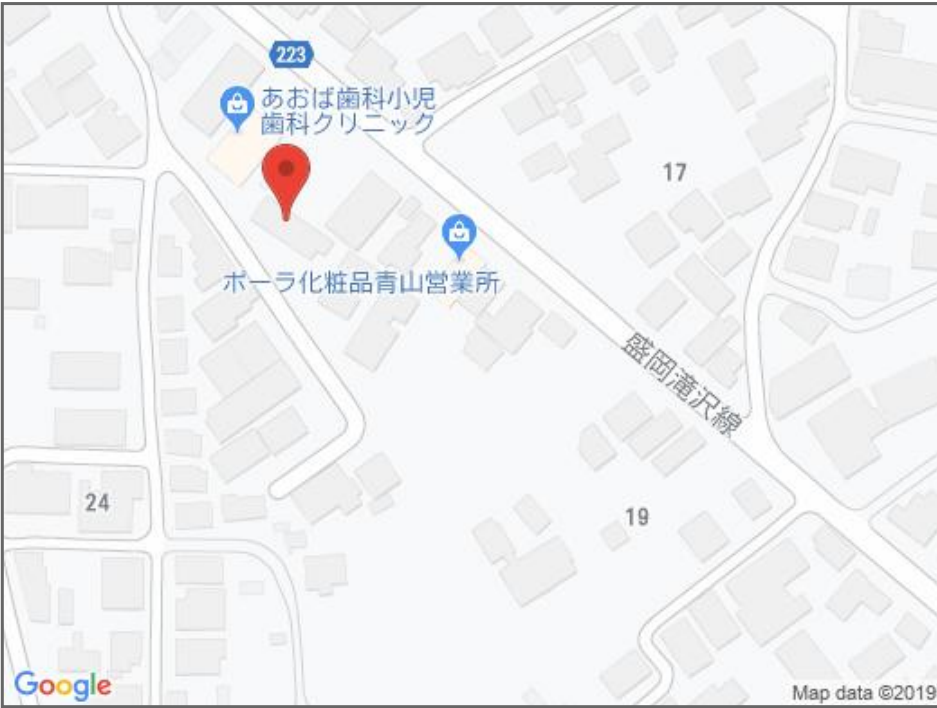 223
あおば歯科小児
歯科クリニック
17
ポーラ化粧品青山営業所
盛岡滝沢線
24
19
Google
Map data ©2019